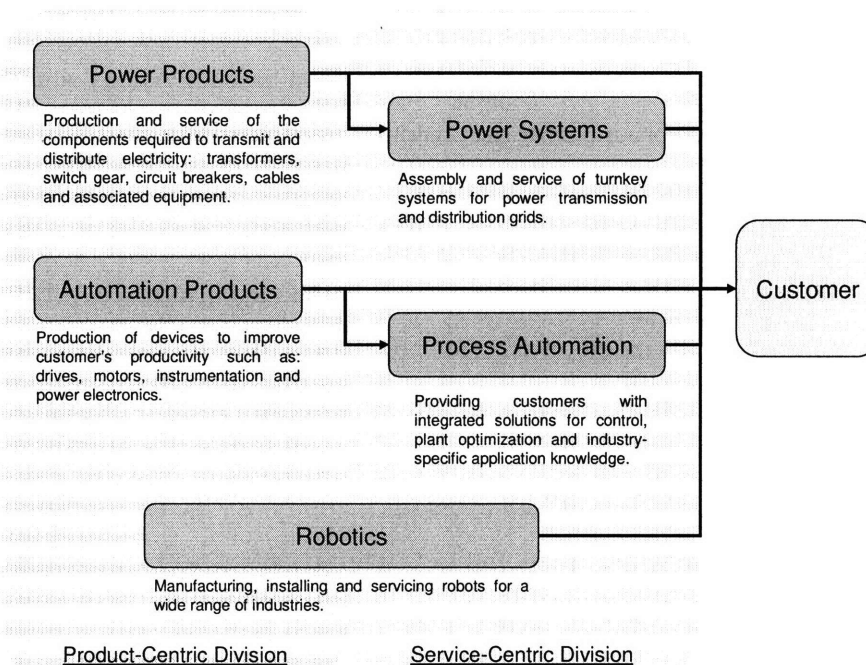 Power Products
Production and service of the
components required to transmit and
distribute electricity: transformers,
switch gear, circuit breakers, cables
and associated equipment.
Power Systems
Assembly and service of turnkey
systems for power transmission
and distribution grids.
Automation Products
Production of devices to improve
customer's productivity such as:
drives, motors, instrumentation and
power electronics.
Process Automation
Providing customers with
integrated solutions for control,
plant optimization and industry-
specific application knowledge.
Customer
Robotics
Manufacturing, installing and servicing robots for a
wide range of industries.
Product-Centric Division
Service-Centric Division